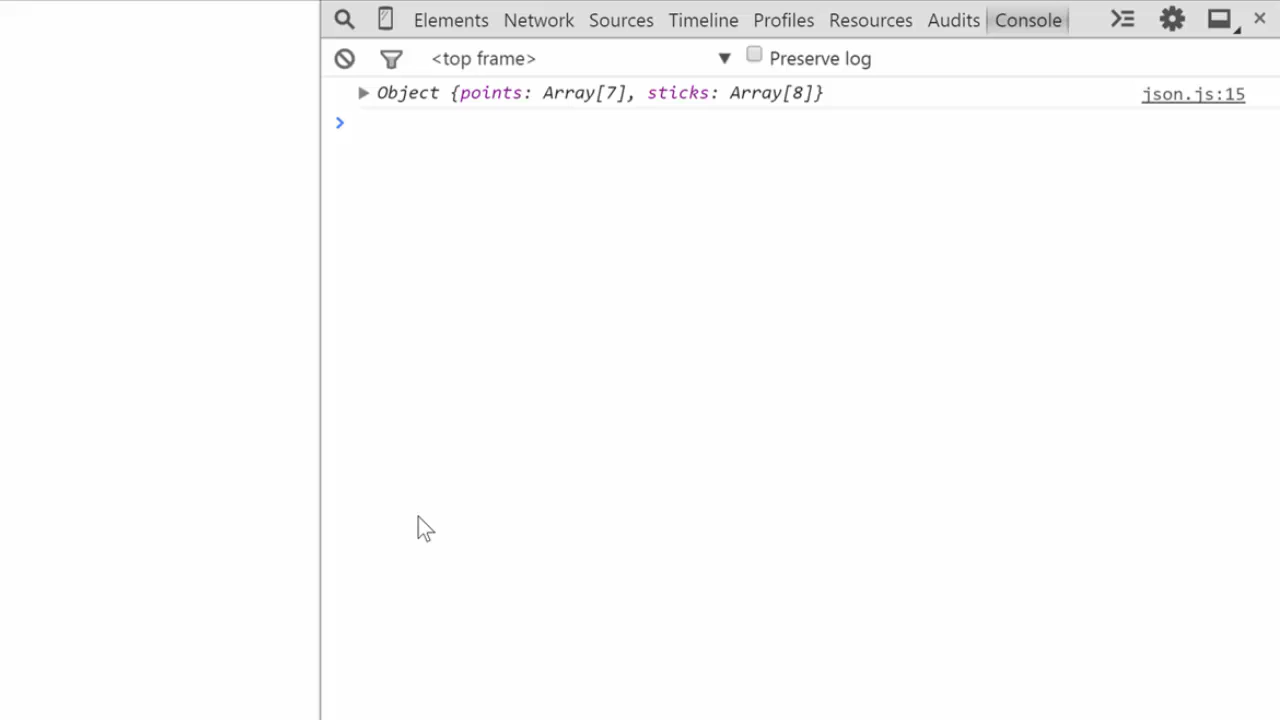 Elements Network Sources Timeline Profiles Resources Audits Console
<top frame> Preserve log
Object {points: Array[7], sticks: Array[8]} json.js:15